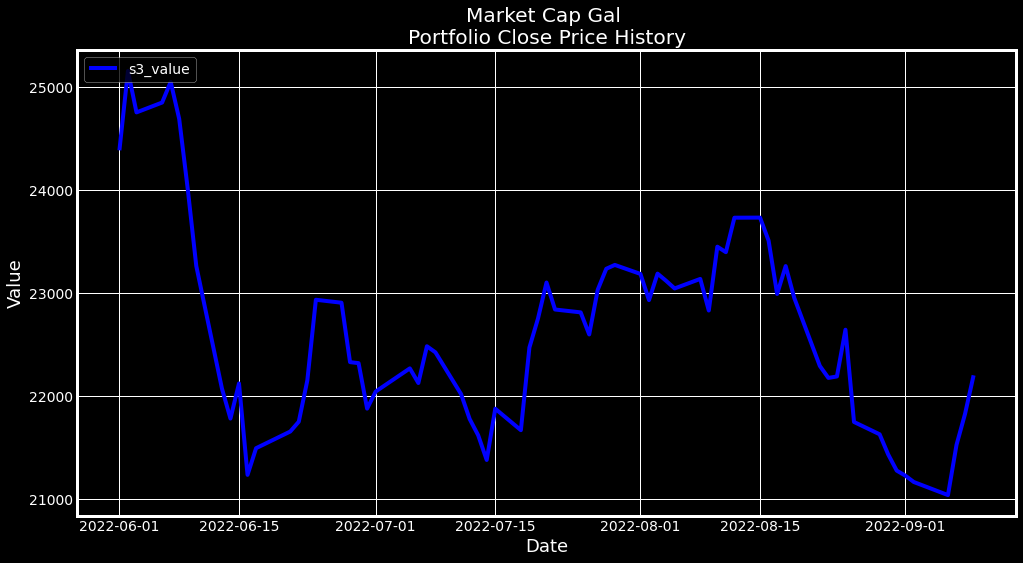 Market Cap Gal
Portfolio Close Price History
s3_value
25000
24000
23000
22000
21000
Value
2022-06-01 2022-06-15 2022-07-01 2022-07-15 2022-08-01 2022-08-15 2022-09-01
Date